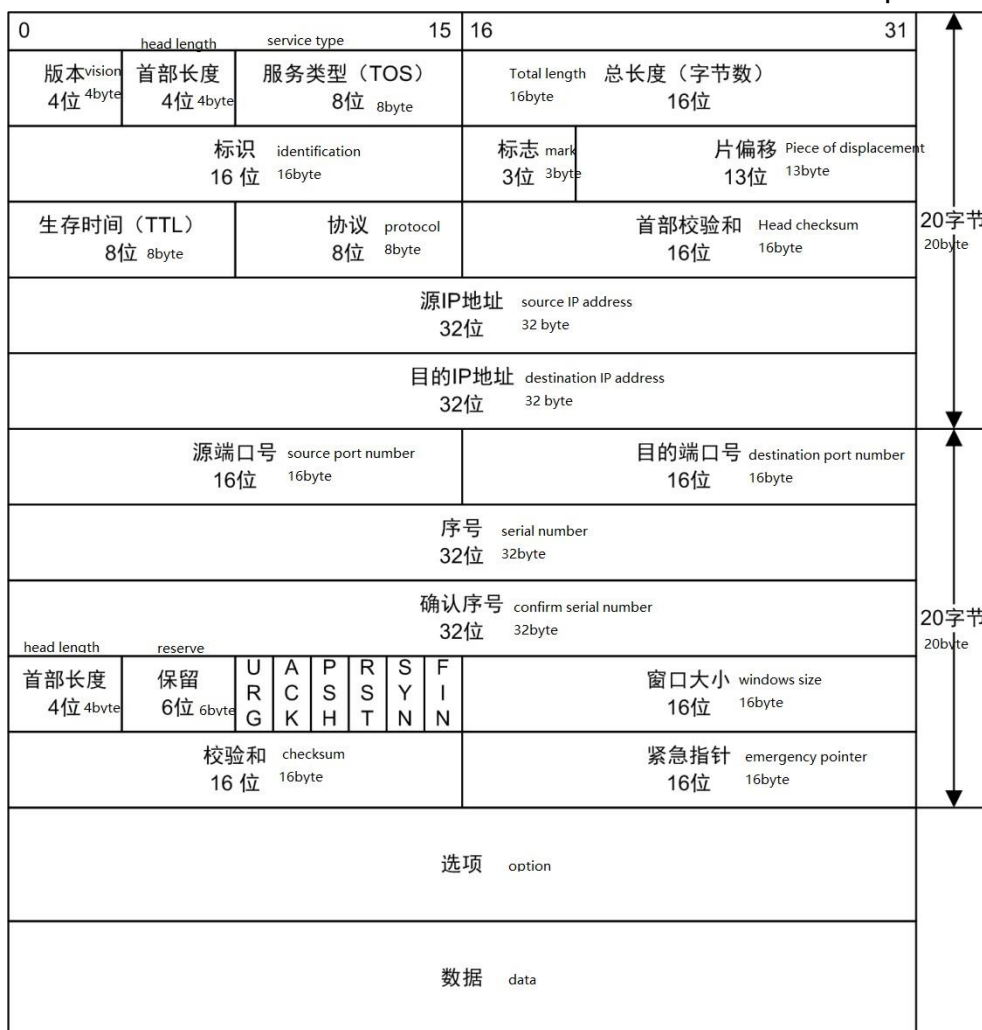 0 15 16 31
head length service type
版本 vision 首部长度 服务类型（TOS） Total length 总长度（字节数）
4位 4byte 4位 4byte 8位 8byte 16byte 16位
标识 identification 标志 mark 片偏移 Piece of displacement
16 位 16byte 3位 3byte 13位 13byte
生存时间（TTL） 协议 protocol 首部校验和 Head checksum 20字节
8位 8byte 8位 8byte 16位 16byte 20byte
源IP地址 source IP address
32位 32 byte
目的IP地址 destination IP address
32位 32 byte
源端口号 source port number 目的端口号 destination port number
16位 16byte 16位 16byte
序号 serial number
32位 32byte
确认序号 confirm serial number 20字节
32位 32byte 20byte
head length reserve
首部长度 保留 URG ACK PSH RST SYN FIN 窗口大小 windows size
4位 4byte 6位 6byte 16位 16byte
校验和 checksum 紧急指针 emergency pointer
16 位 16byte 16位 16byte
选项 option
数据 data